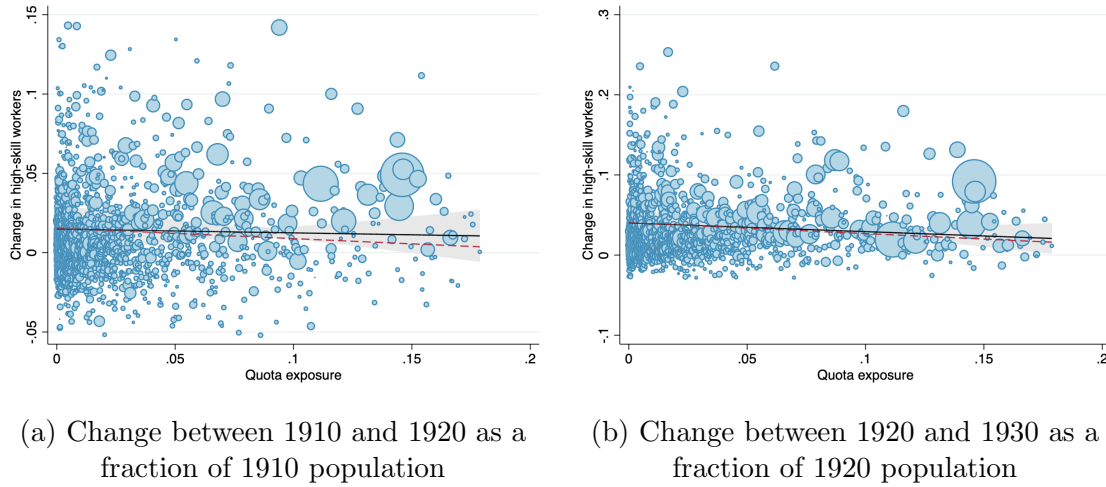 .15
.1
.05
0
-.05
Change in high-skill workers
0
.05
.1
.15
.2
Quota exposure
.3
.2
.1
0
-.1
Change in high-skill workers
0
.05
.1
.15
.2
Quota exposure
(a) Change between 1910 and 1920 as a
fraction of 1910 population
(b) Change between 1920 and 1930 as a
fraction of 1920 population